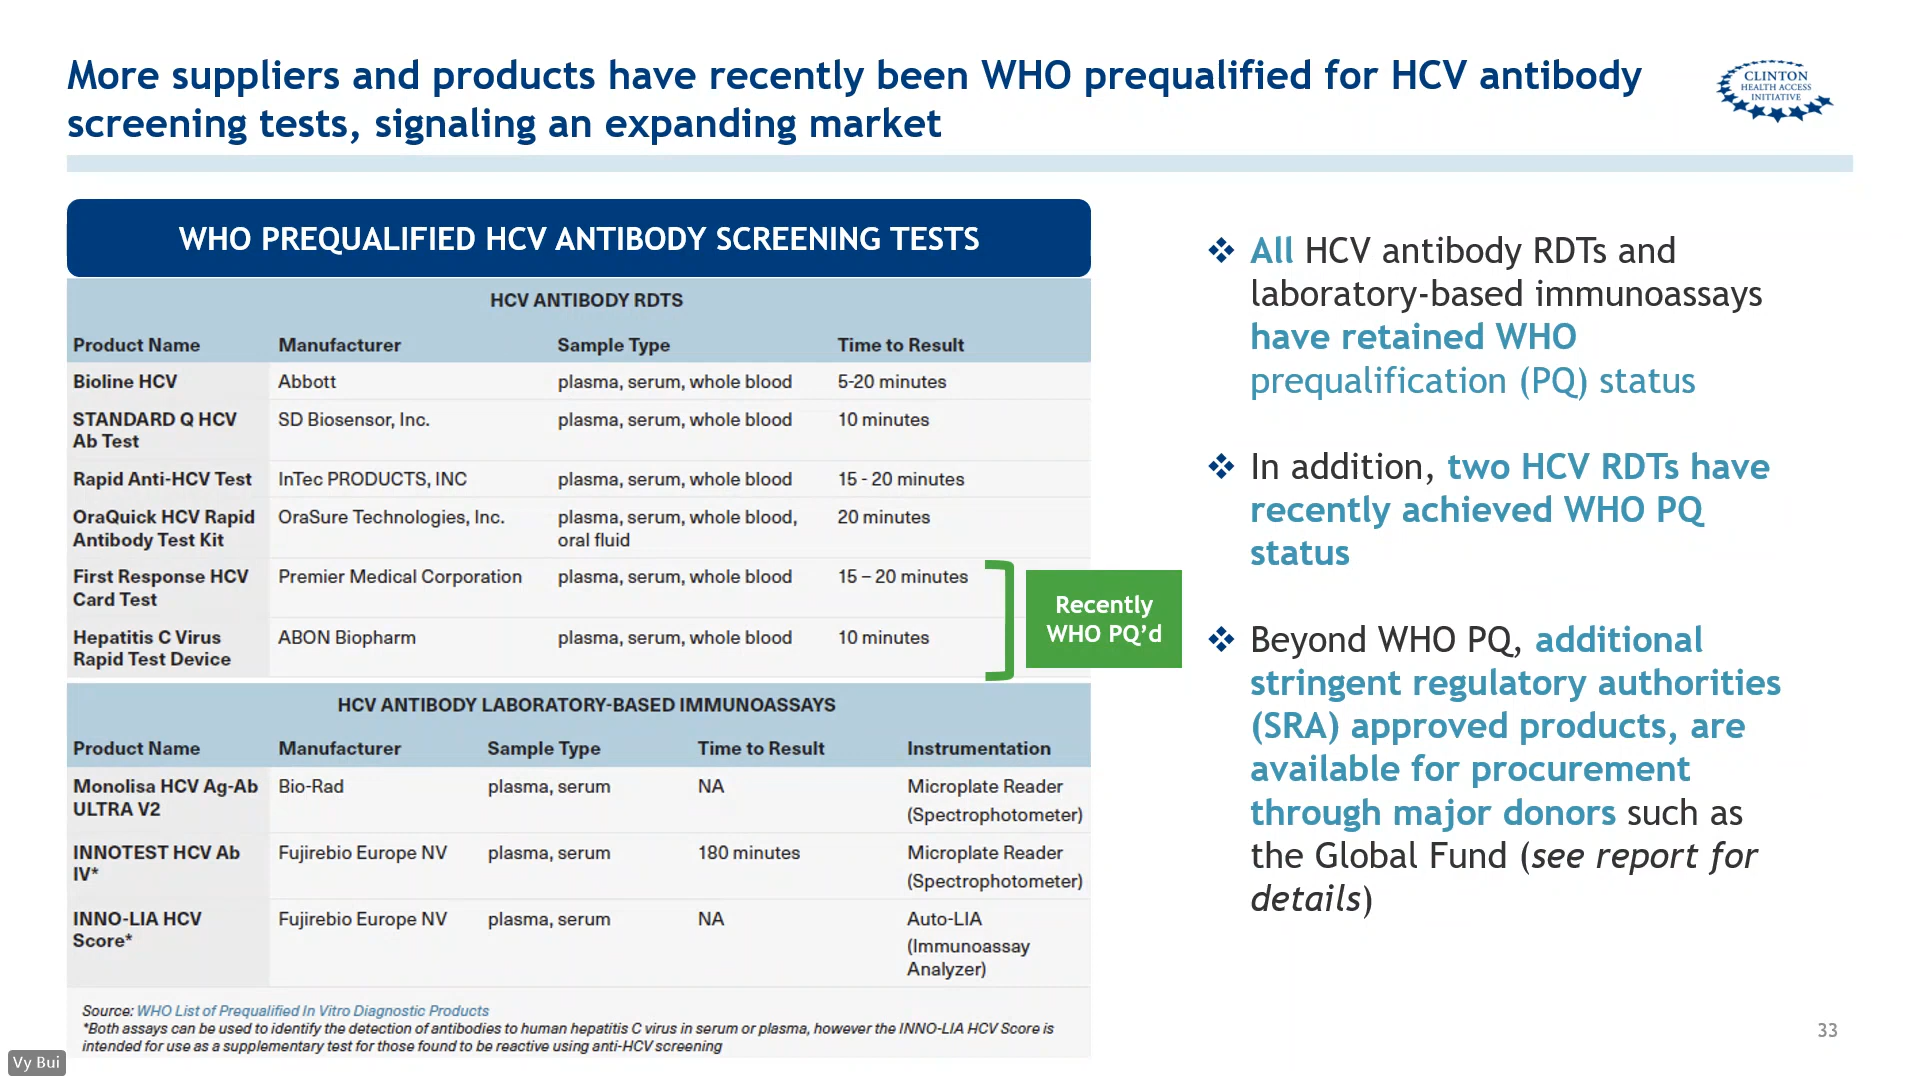 More suppliers and products have recently been WHO prequalified for HCV antibody
screening tests, signaling an expanding market
CLINTON
HEALTH ACCESS
INITIATIVE
WHO PREQUALIFIED HCV ANTIBODY SCREENING TESTS
HCV ANTIBODY RDTS
Product Name Manufacturer Sample Type Time to Result
Bioline HCV Abbott plasma, serum, whole blood 5-20 minutes
STANDARD Q HCV SD Biosensor, Inc. plasma, serum, whole blood 10 minutes
Ab Test
Rapid Anti-HCV Test InTec PRODUCTS, INC plasma, serum, whole blood 15 - 20 minutes
OraQuick HCV Rapid OraSure Technologies, Inc. plasma, serum, whole blood, 20 minutes
Antibody Test Kit oral fluid
First Response HCV Premier Medical Corporation plasma, serum, whole blood 15 – 20 minutes
Card Test
Hepatitis C Virus ABON Biopharm plasma, serum, whole blood 10 minutes
Rapid Test Device
Recently
WHO PQ’d
HCV ANTIBODY LABORATORY-BASED IMMUNOASSAYS
Product Name Manufacturer Sample Type Time to Result Instrumentation
Monolisa HCV Ag-Ab Bio-Rad plasma, serum NA Microplate Reader
ULTRA V2 (Spectrophotometer)
INNOTEST HCV Ab Fujirebio Europe NV plasma, serum 180 minutes Microplate Reader
IV* (Spectrophotometer)
INNO-LIA HCV Fujirebio Europe NV plasma, serum NA Auto-LIA
Score* (Immunoassay
Analyzer)
Source: WHO List of Prequalified In Vitro Diagnostic Products
*Both assays can be used to identify the detection of antibodies to human hepatitis C virus in serum or plasma, however the INNO-LIA HCV Score is
intended for use as a supplementary test for those found to be reactive using anti-HCV screening
❖ All HCV antibody RDTs and
laboratory-based immunoassays
have retained WHO
prequalification (PQ) status
❖ In addition, two HCV RDTs have
recently achieved WHO PQ
status
❖ Beyond WHO PQ, additional
stringent regulatory authorities
(SRA) approved products, are
available for procurement
through major donors such as
the Global Fund (see report for
details)
33
Vy Bui